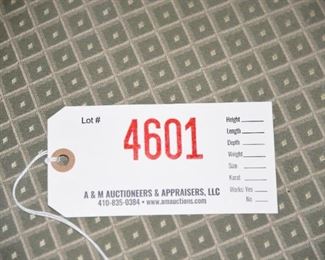 Lot #
4601
Height
Length
Depth
Weight
Size
Karat
Works: Yes
No
A & M AUCTIONEERS & APPRAISERS, LLC
410-835-0384 • www.amauctions.com